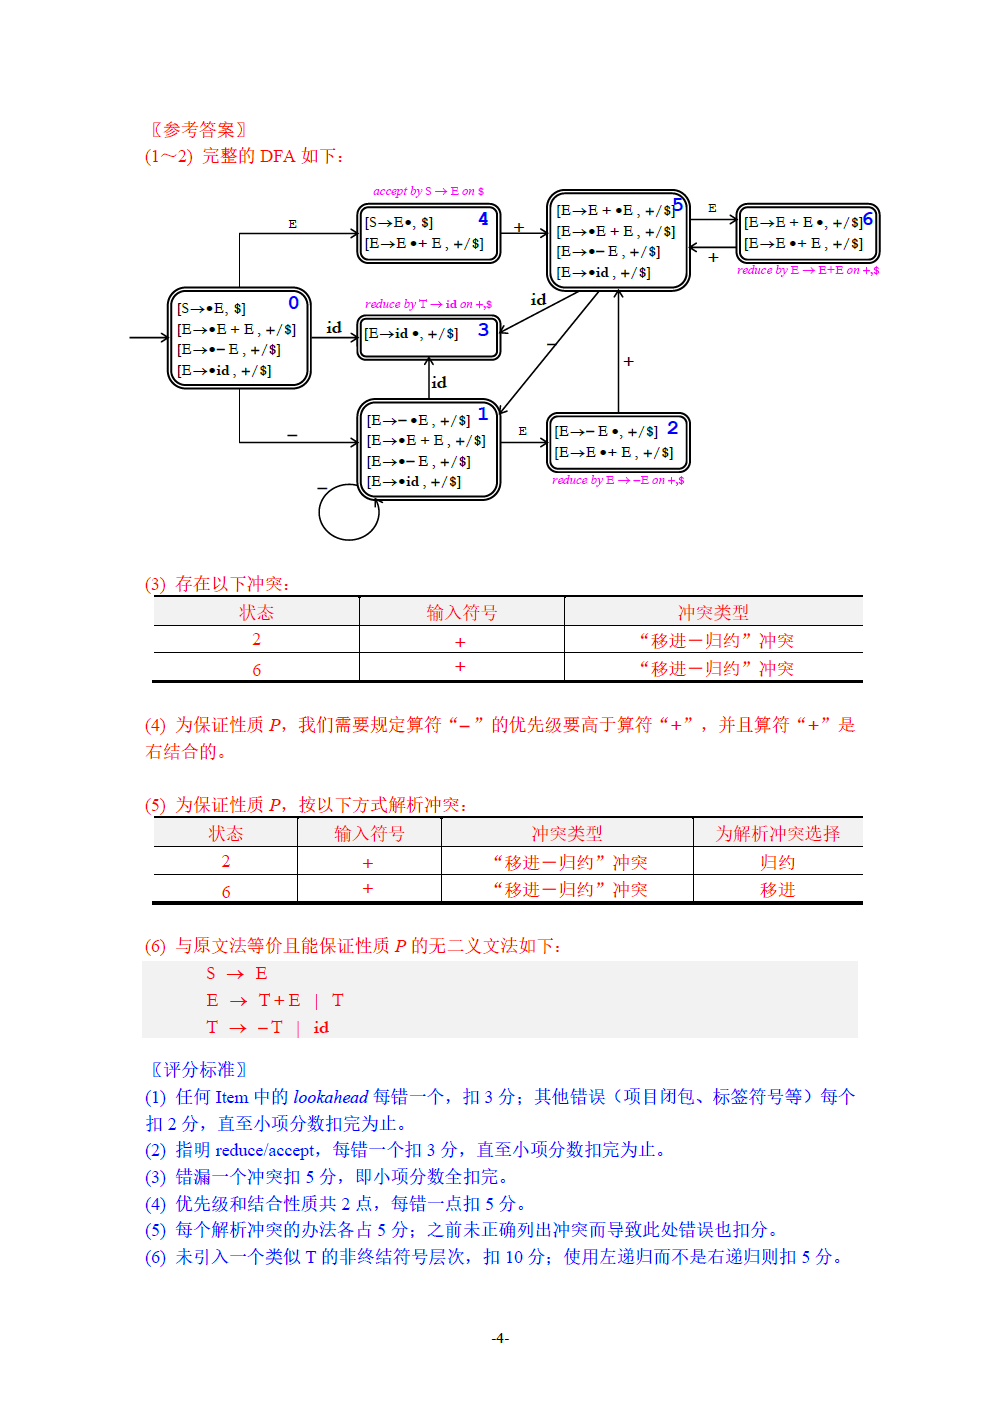 〖参考答案〗
(1～2) 完整的 DFA 如下：
accept by S → E on $
[S→E•, $] 4
[E→E •+ E , +/$]
[E→E + •E , +/$] 5
[E→•E + E , +/$]
[E→•− E , +/$]
[E→•id , +/$]
[E→E + E •, +/$] 6
[E→E •+ E , +/$]
reduce by E → E+E on +,$
E
+
E
+
[S→•E, $] 0
[E→•E + E , +/$]
[E→•− E , +/$]
[E→•id , +/$]
id
reduce by T → id on +,$
[E→id •, +/$] 3
id
−
+
id
−
[E→− •E , +/$] 1
[E→•E + E , +/$]
[E→•− E , +/$]
[E→•id , +/$]
E
[E→− E •, +/$] 2
[E→E •+ E , +/$]
reduce by E → −E on +,$
−
(3) 存在以下冲突：
状态 输入符号 冲突类型
2 + “移进－归约”冲突
6 + “移进－归约”冲突
(4) 为保证性质 P，我们需要规定算符“−”的优先级要高于算符“+”，并且算符“+”是
右结合的。
(5) 为保证性质 P，按以下方式解析冲突：
状态 输入符号 冲突类型 为解析冲突选择
2 + “移进－归约”冲突 归约
6 + “移进－归约”冲突 移进
(6) 与原文法等价且能保证性质 P 的无二义文法如下：
S → E
E → T+E | T
T → −T | id
〖评分标准〗
(1) 任何 Item 中的 lookahead 每错一个，扣 3 分；其他错误（项目闭包、标签符号等）每个
扣 2 分，直至小项分数扣完为止。
(2) 指明 reduce/accept，每错一个扣 3 分，直至小项分数扣完为止。
(3) 错漏一个冲突扣 5 分，即小项分数全扣完。
(4) 优先级和结合性质共 2 点，每错一点扣 5 分。
(5) 每个解析冲突的办法各占 5 分；之前未正确列出冲突而导致此处错误也扣分。
(6) 未引入一个类似 T 的非终结符号层次，扣 10 分；使用左递归而不是右递归则扣 5 分。
-4-